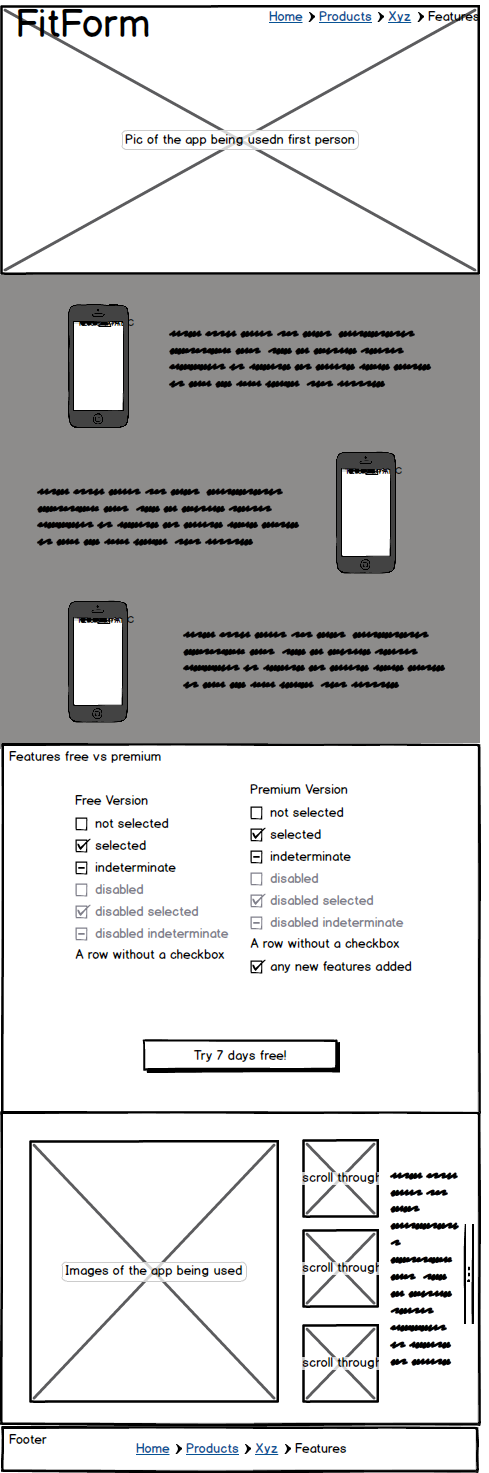 FitForm
Home Products Xyz Features
Pic of the app being usedn first person
Features free vs premium
Free Version
not selected
selected
indeterminate
disabled
disabled selected
disabled indeterminate
A row without a checkbox
Premium Version
not selected
selected
indeterminate
disabled
disabled selected
disabled indeterminate
A row without a checkbox
any new features added
Try 7 days free!
Images of the app being used
scroll through
scroll through
scroll through
Footer
Home Products Xyz Features